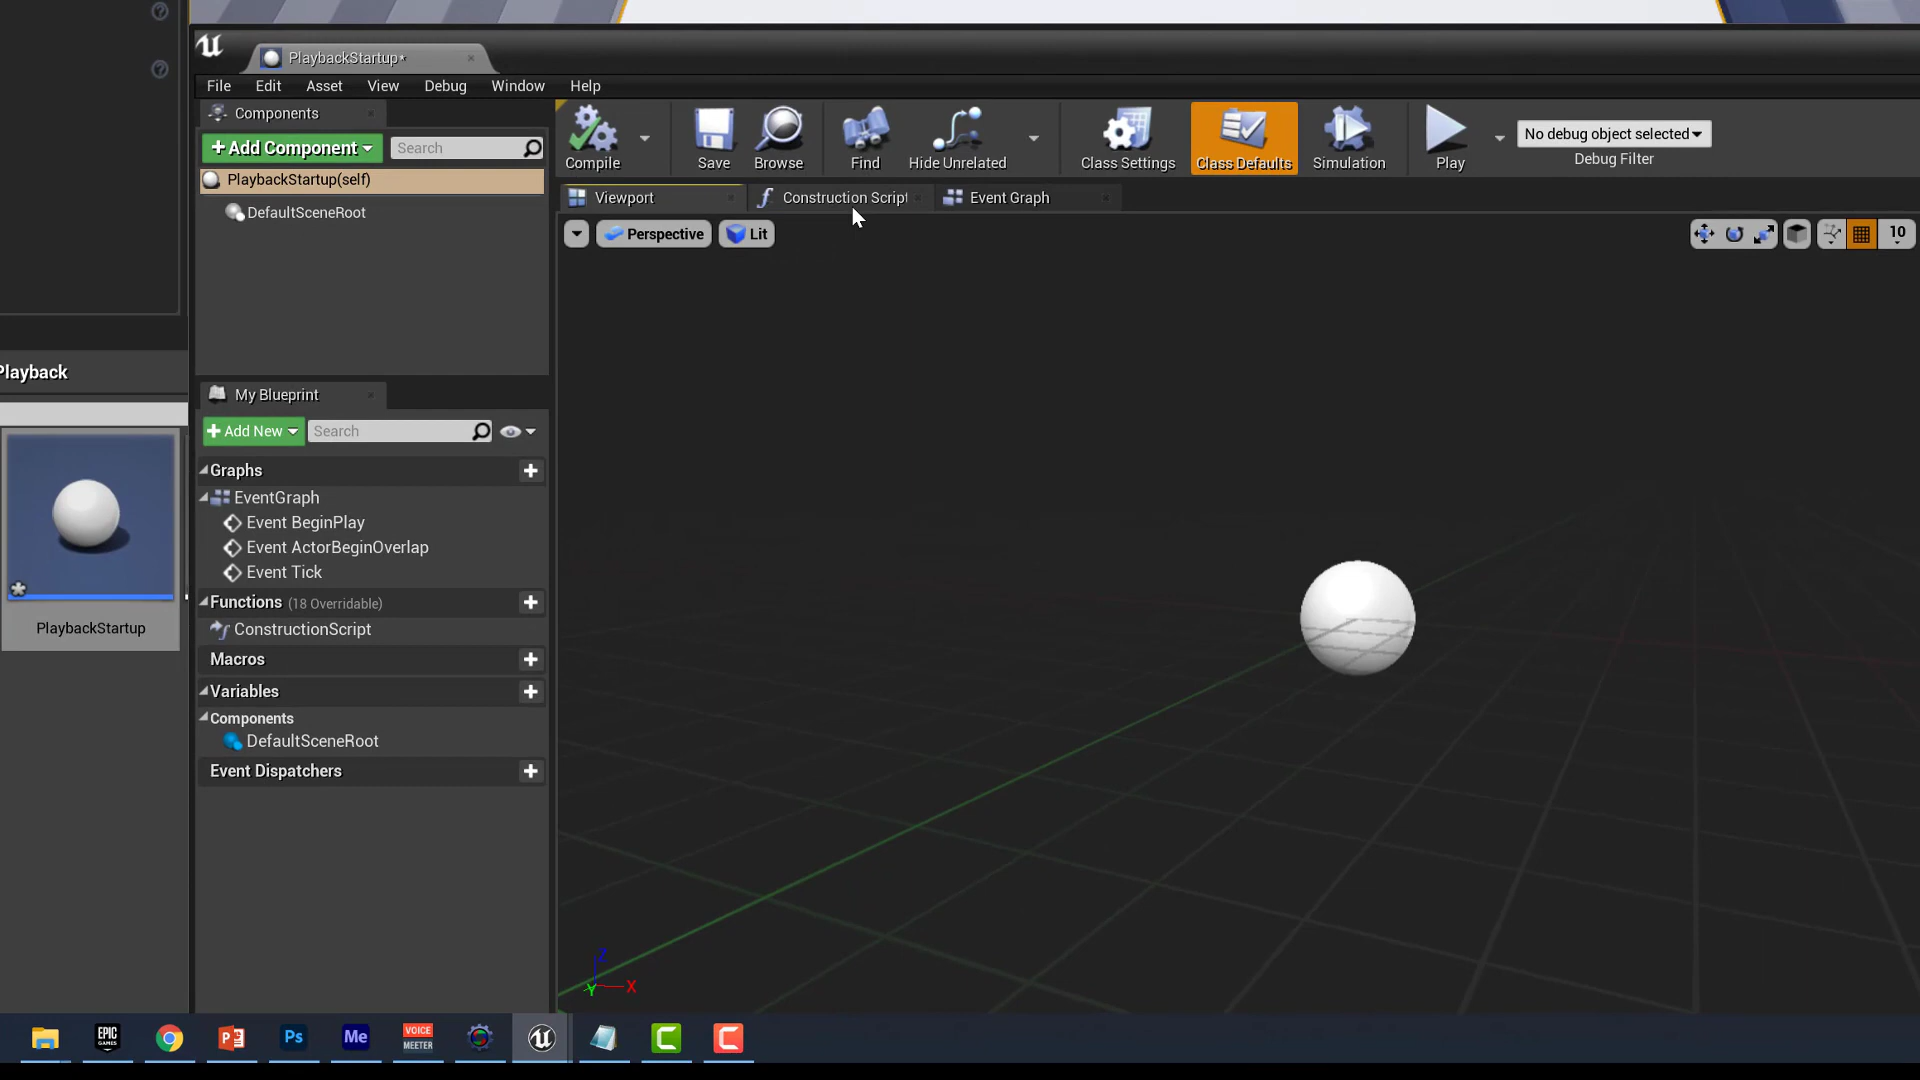 PlaybackStartup*
File Edit Asset View Debug Window Help
Components
+ Add Component
Search
PlaybackStartup(self)
DefaultSceneRoot
Compile
Save
Browse
Find
Hide Unrelated
Class Settings
Class Defaults
Simulation
Play
No debug object selected
Debug Filter
Viewport
Construction Script
Event Graph
Perspective
Lit
10
Playback
PlaybackStartup
My Blueprint
+ Add New
Search
Graphs
EventGraph
Event BeginPlay
Event ActorBeginOverlap
Event Tick
Functions (18 Overridable)
ConstructionScript
Macros
Variables
Components
DefaultSceneRoot
Event Dispatchers
Z
Y
X
EPIC
GAMES
Ps
Me
VOICE
MEETER